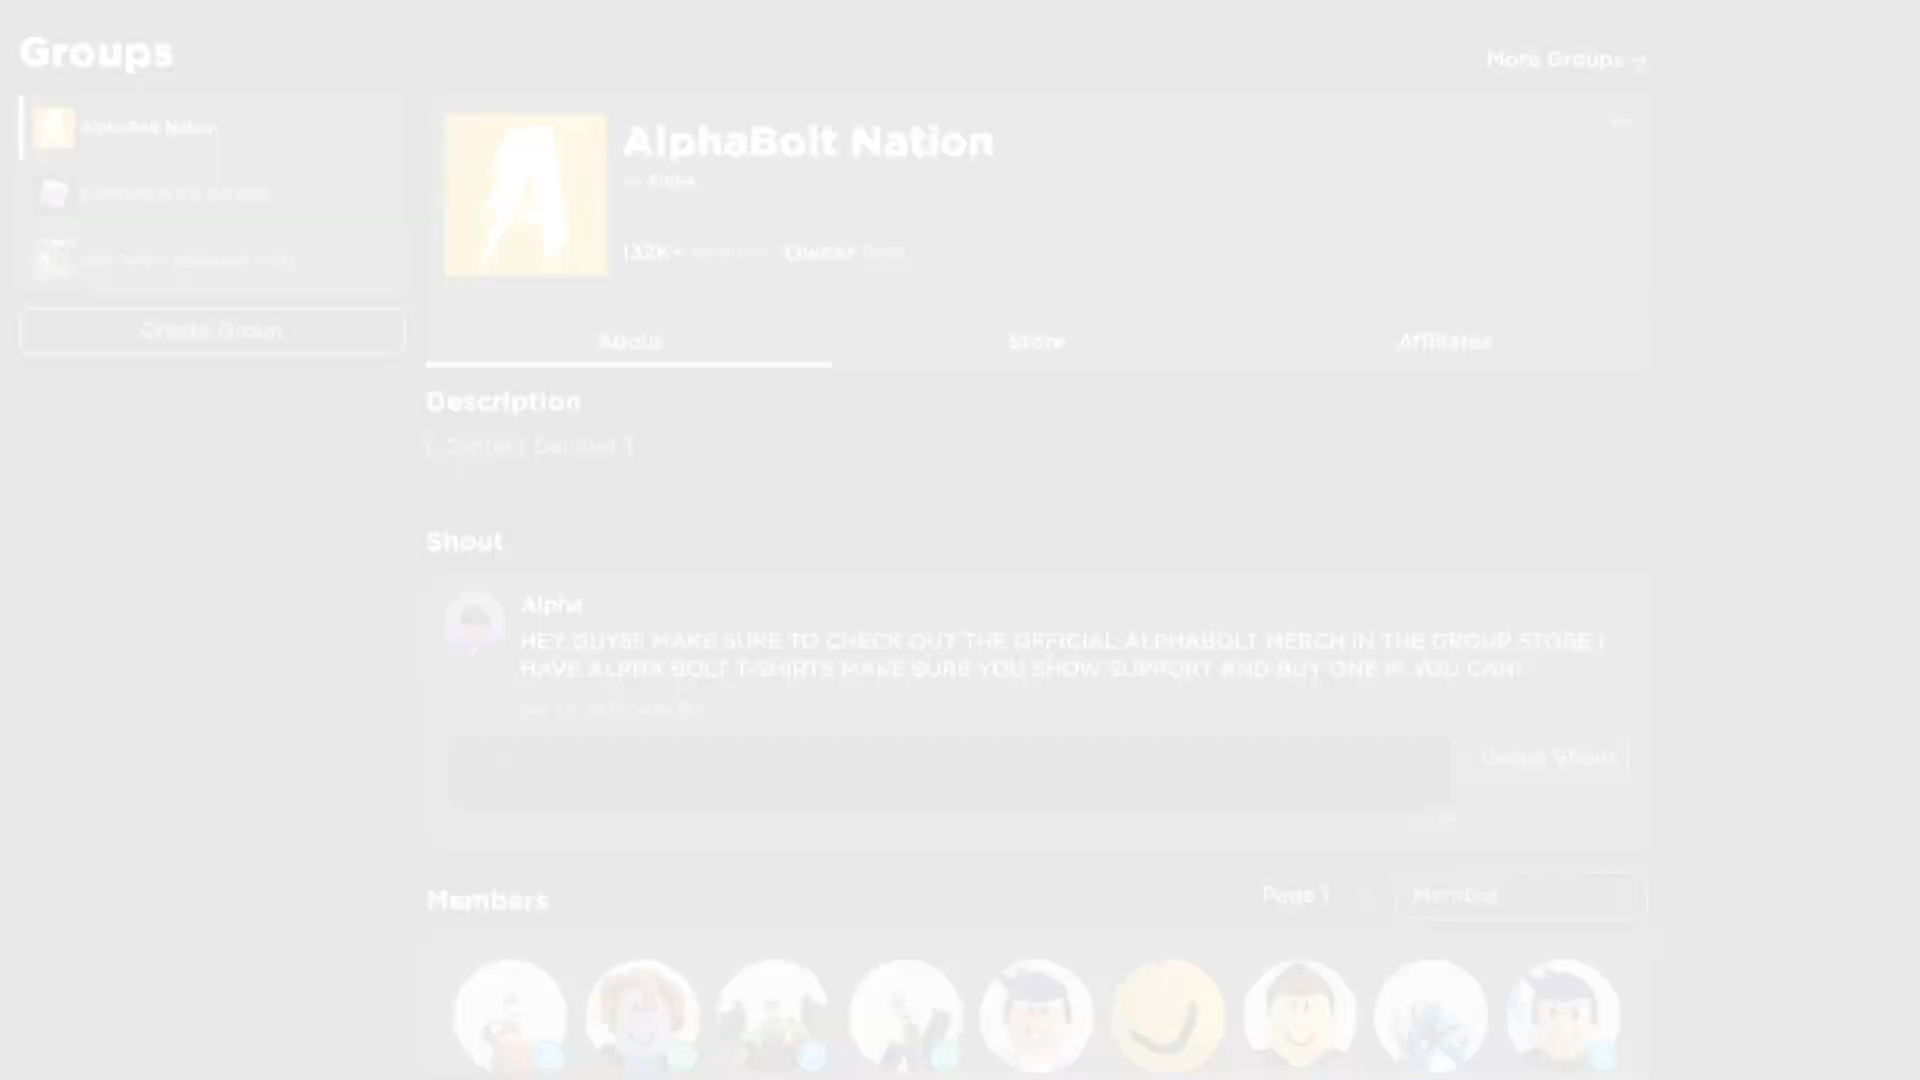 Groups
More Groups
AlphaBolt Nation
AlphaBolt Nation
132K+
Owner
Create Group
About
Store
Affiliates
Description
[ Content Deleted ]
Shout
Alpha
HEY GUYS!! MAKE SURE TO CHECK OUT THE OFFICIAL ALPHABOLT MERCH IN THE GROUP STORE I
HAVE ALPHA BOLT T-SHIRTS MAKE SURE YOU SHOW SUPPORT AND BUY ONE IF YOU CAN!
Group Shout
Members
Page 1
Member